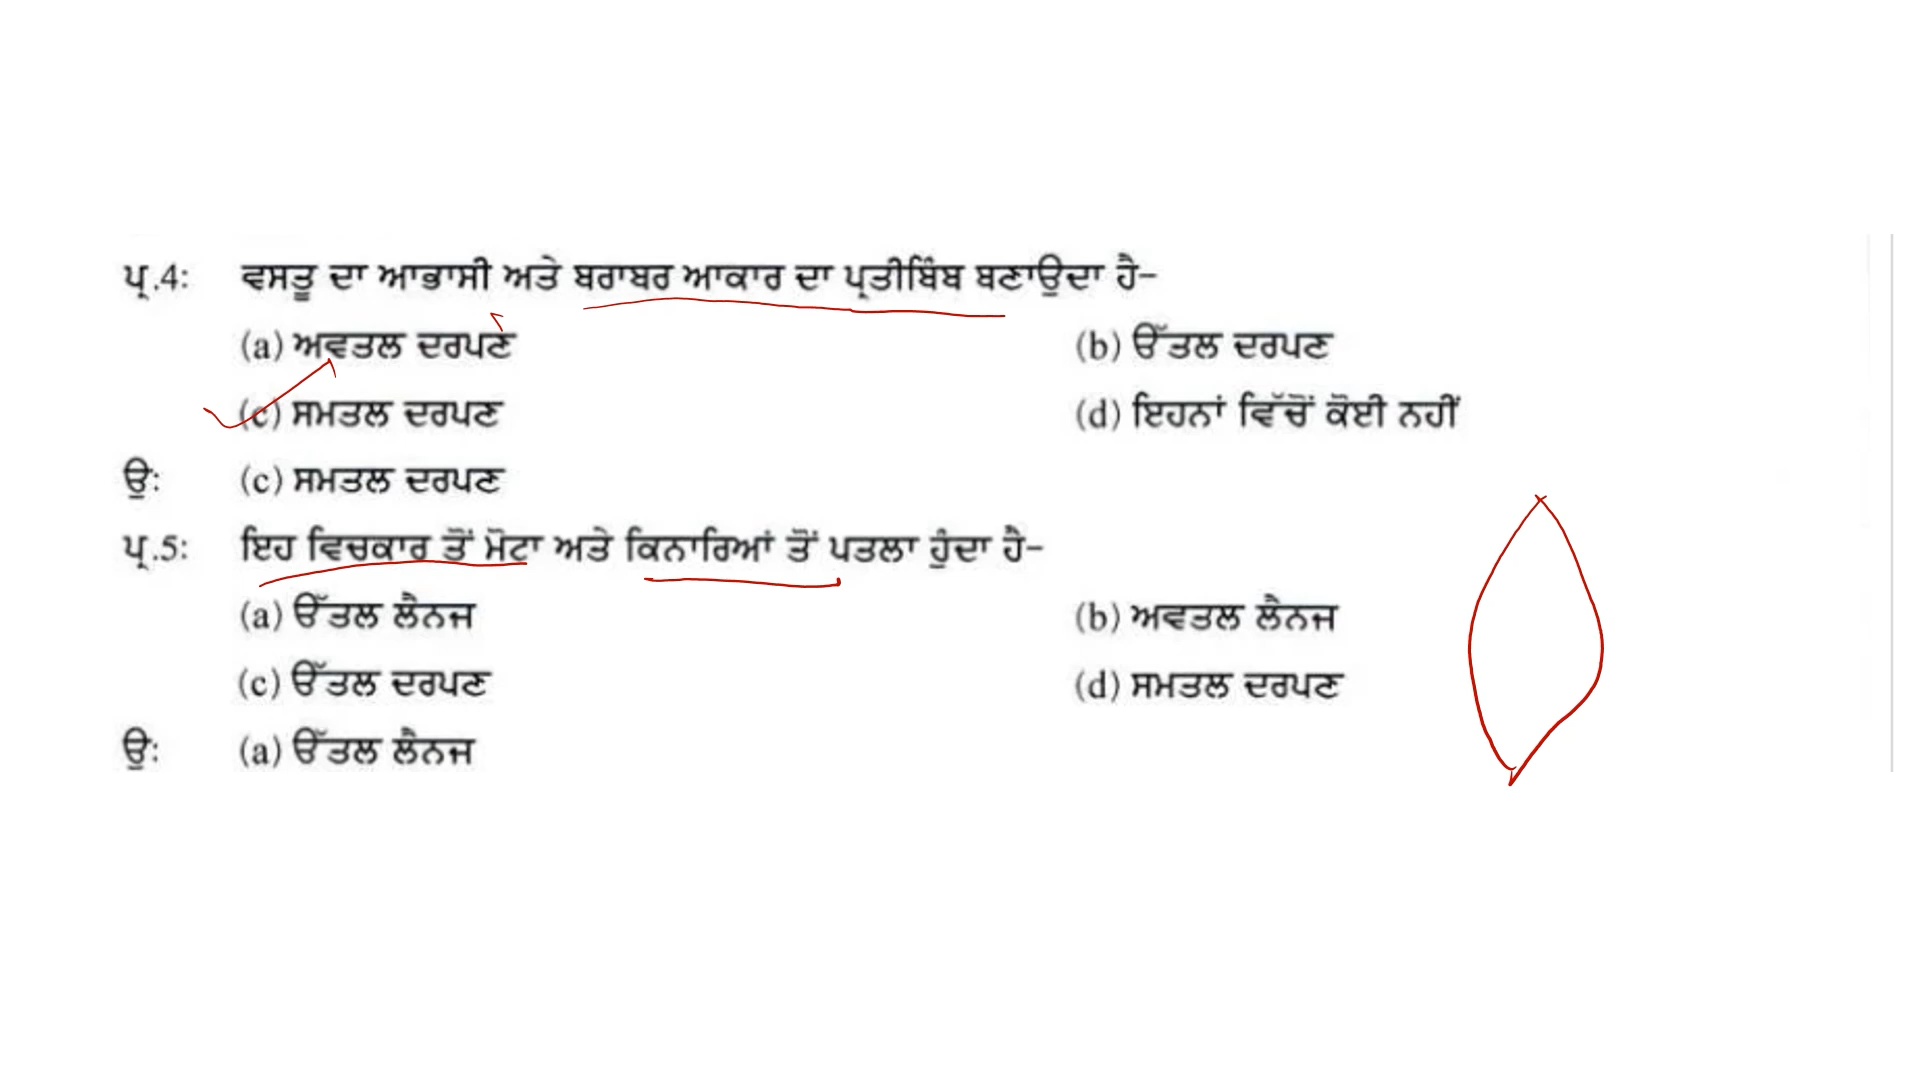 ਪ੍ਰ.4: ਵਸਤੂ ਦਾ ਆਭਾਸੀ ਅਤੇ ਬਰਾਬਰ ਆਕਾਰ ਦਾ ਪ੍ਰਤੀਬਿੰਬ ਬਣਾਉਦਾ ਹੈ–
(a) ਅਵਤਲ ਦਰਪਣ (b) ਉੱਤਲ ਦਰਪਣ
(c) ਸਮਤਲ ਦਰਪਣ (d) ਇਹਨਾਂ ਵਿੱਚੋਂ ਕੋਈ ਨਹੀਂ
ਉ: (c) ਸਮਤਲ ਦਰਪਣ
ਪ੍ਰ.5: ਇਹ ਵਿਚਕਾਰ ਤੋਂ ਮੋਟਾ ਅਤੇ ਕਿਨਾਰਿਆਂ ਤੋਂ ਪਤਲਾ ਹੁੰਦਾ ਹੈ–
(a) ਉੱਤਲ ਲੈਨਜ (b) ਅਵਤਲ ਲੈਨਜ
(c) ਉੱਤਲ ਦਰਪਣ (d) ਸਮਤਲ ਦਰਪਣ
ਉ: (a) ਉੱਤਲ ਲੈਨਜ